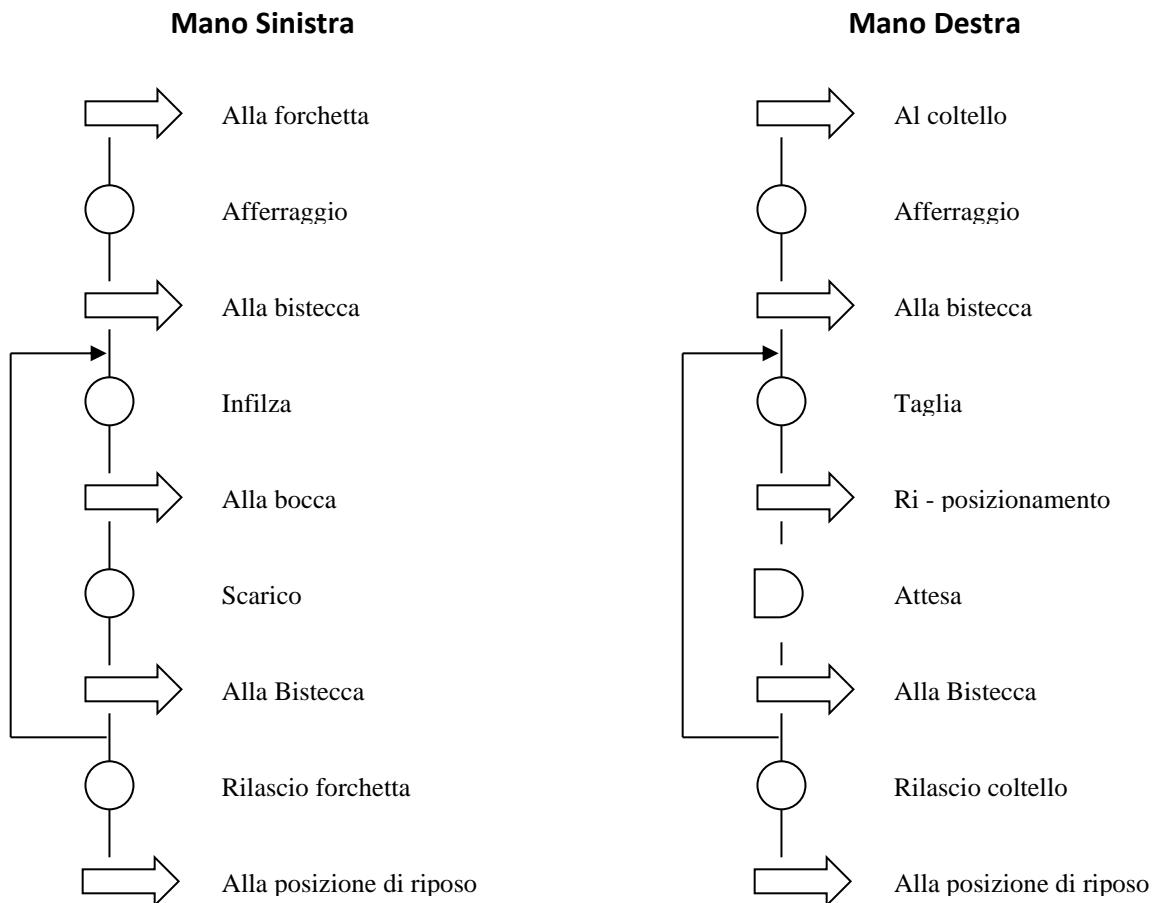 Mano Sinistra
Alla forchetta
Afferraggio
Alla bistecca
Infilza
Alla bocca
Scarico
Alla Bistecca
Rilascio forchetta
Alla posizione di riposo
Mano Destra
Al coltello
Afferraggio
Alla bistecca
Taglia
Ri - posizionamento
Attesa
Alla Bistecca
Rilascio coltello
Alla posizione di riposo